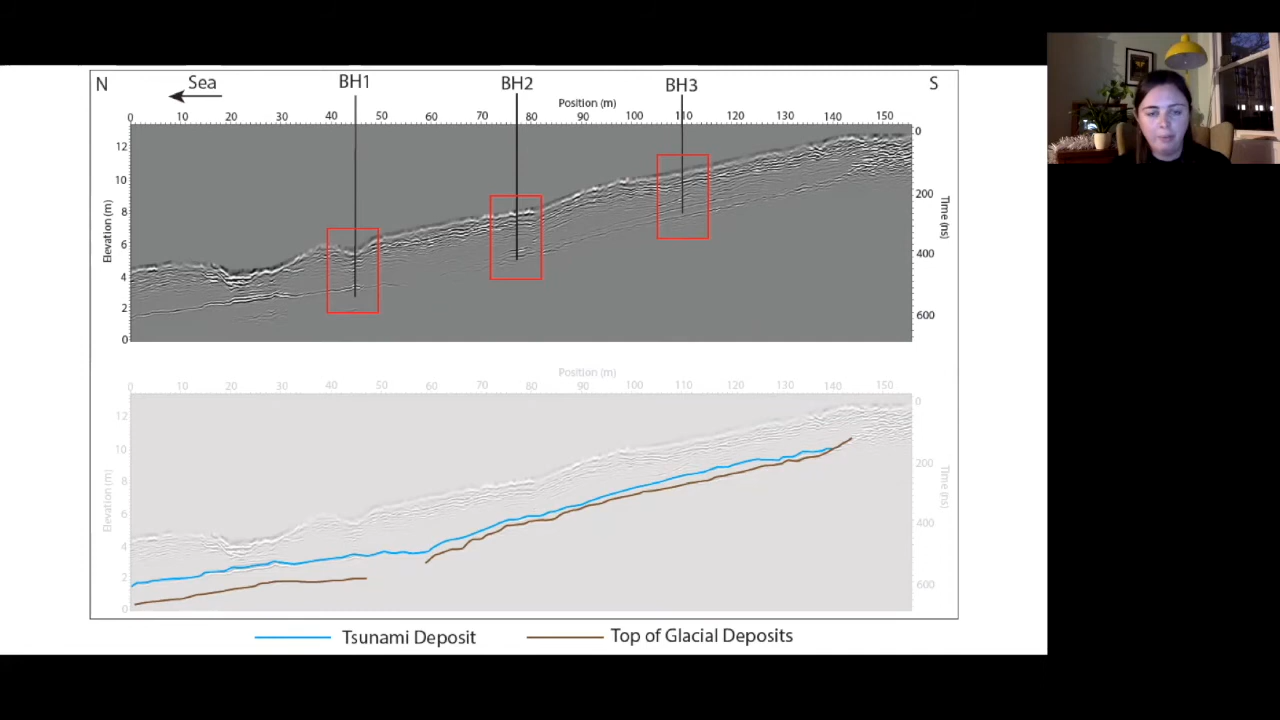 N Sea BH1 BH2 BH3 S
Position (m)
0 10 20 30 40 50 60 70 80 90 100 110 120 130 140 150
12
10
8
6
4
2
0
Elevation (m)
0
200
400
600
Time (ns)
Position (m)
0 10 20 30 40 50 60 70 80 90 100 110 120 130 140 150
12
10
8
6
4
2
0
Elevation (m)
0
200
400
600
Time (ns)
Tsunami Deposit Top of Glacial Deposits